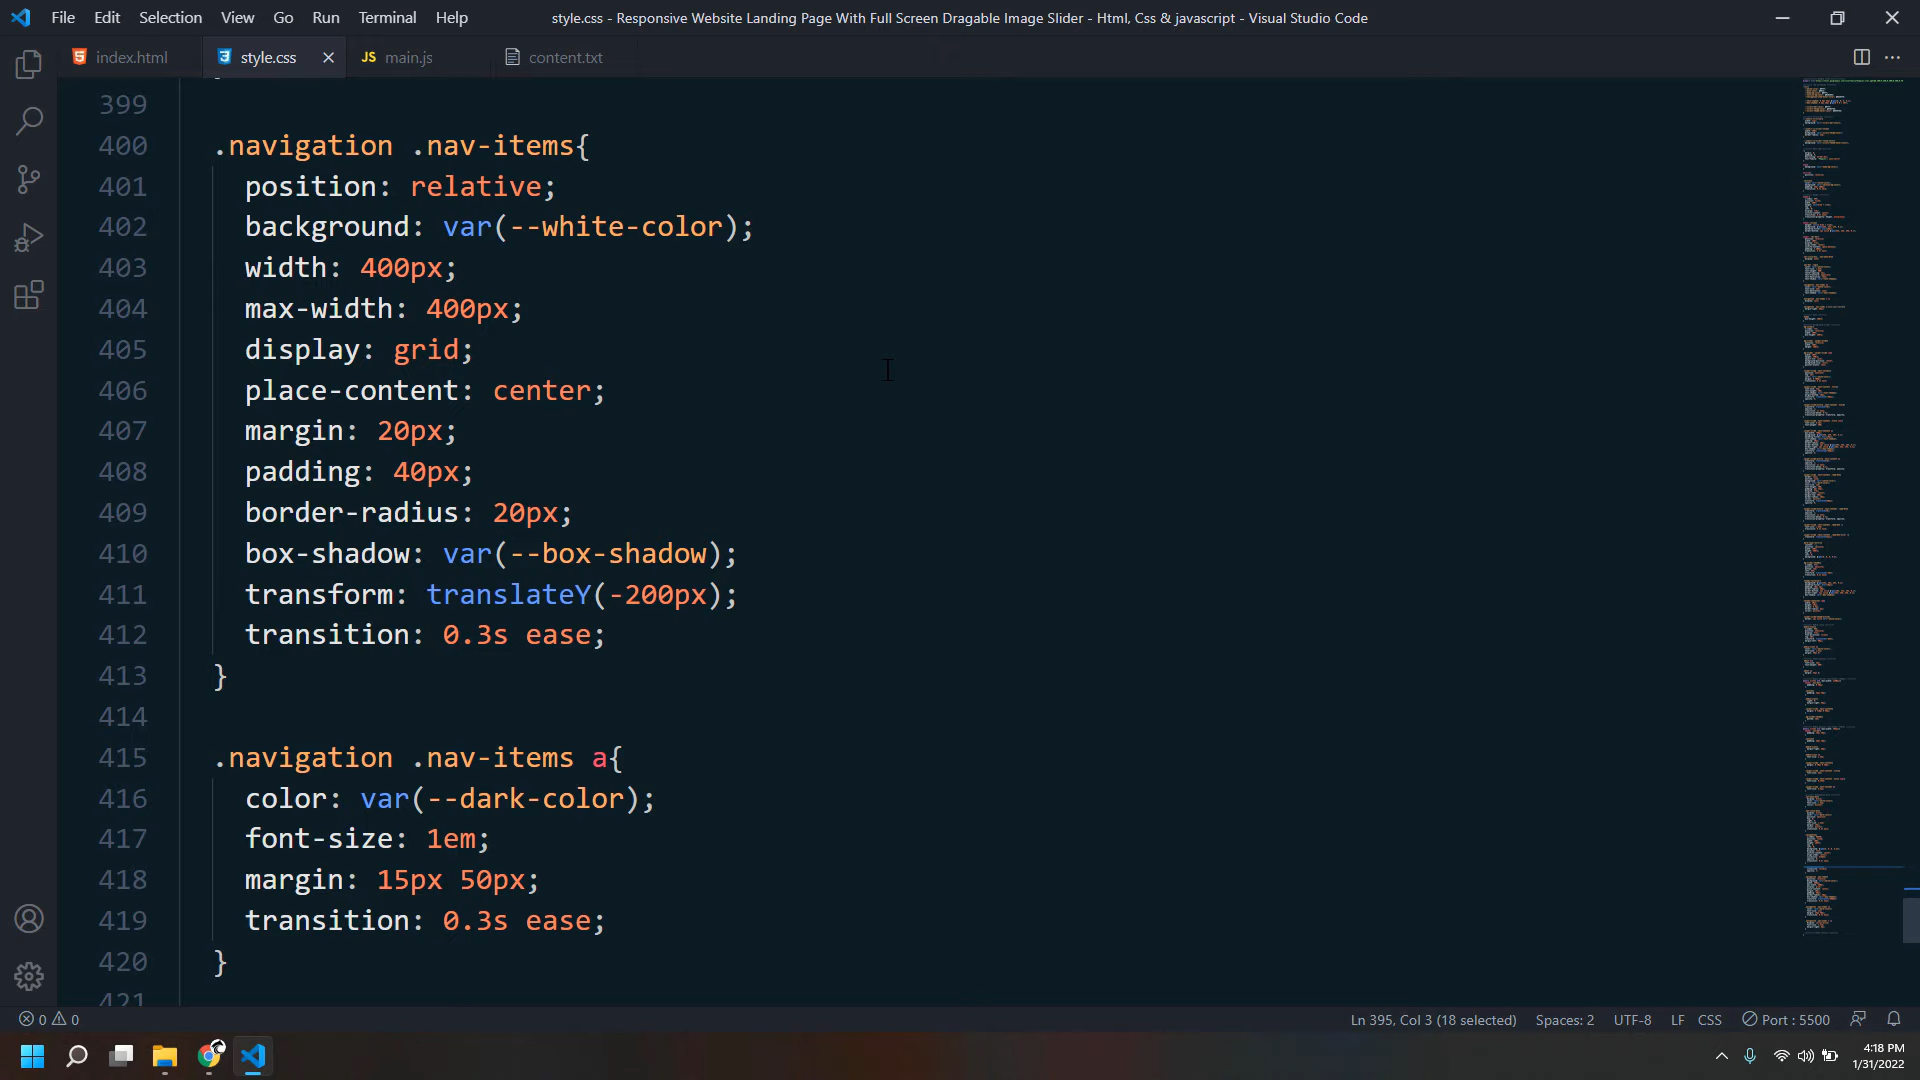 File Edit Selection View Go Run Terminal Help style.css - Responsive Website Landing Page With Full Screen Dragable Image Slider - Html, Css & javascript - Visual Studio Code
index.html style.css JS main.js content.txt
399
400 .navigation .nav-items{
401 position: relative;
402 background: var(--white-color);
403 width: 400px;
404 max-width: 400px;
405 display: grid;
406 place-content: center;
407 margin: 20px;
408 padding: 40px;
409 border-radius: 20px;
410 box-shadow: var(--box-shadow);
411 transform: translateY(-200px);
412 transition: 0.3s ease;
413 }
414
415 .navigation .nav-items a{
416 color: var(--dark-color);
417 font-size: 1em;
418 margin: 15px 50px;
419 transition: 0.3s ease;
420 }
421
0 0 Ln 395, Col 3 (18 selected) Spaces: 2 UTF-8 LF CSS Port : 5500
4:18 PM
1/31/2022